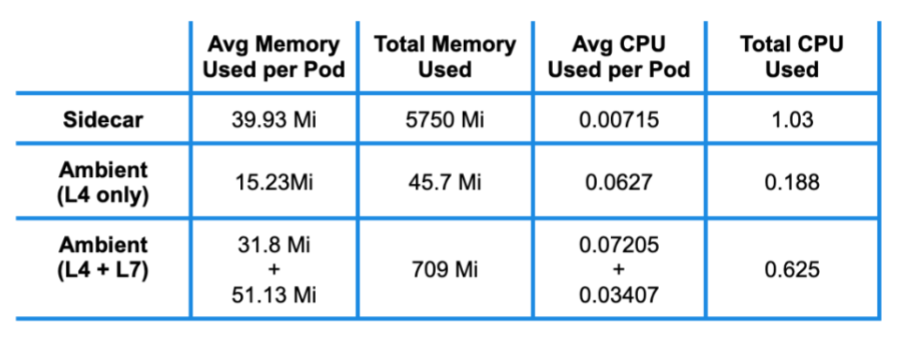 Avg Memory Used per Pod
Total Memory Used
Avg CPU Used per Pod
Total CPU Used
Sidecar
39.93 Mi
5750 Mi
0.00715
1.03
Ambient (L4 only)
15.23Mi
45.7 Mi
0.0627
0.188
Ambient (L4 + L7)
31.8 Mi
+
51.13 Mi
709 Mi
0.07205
+
0.03407
0.625